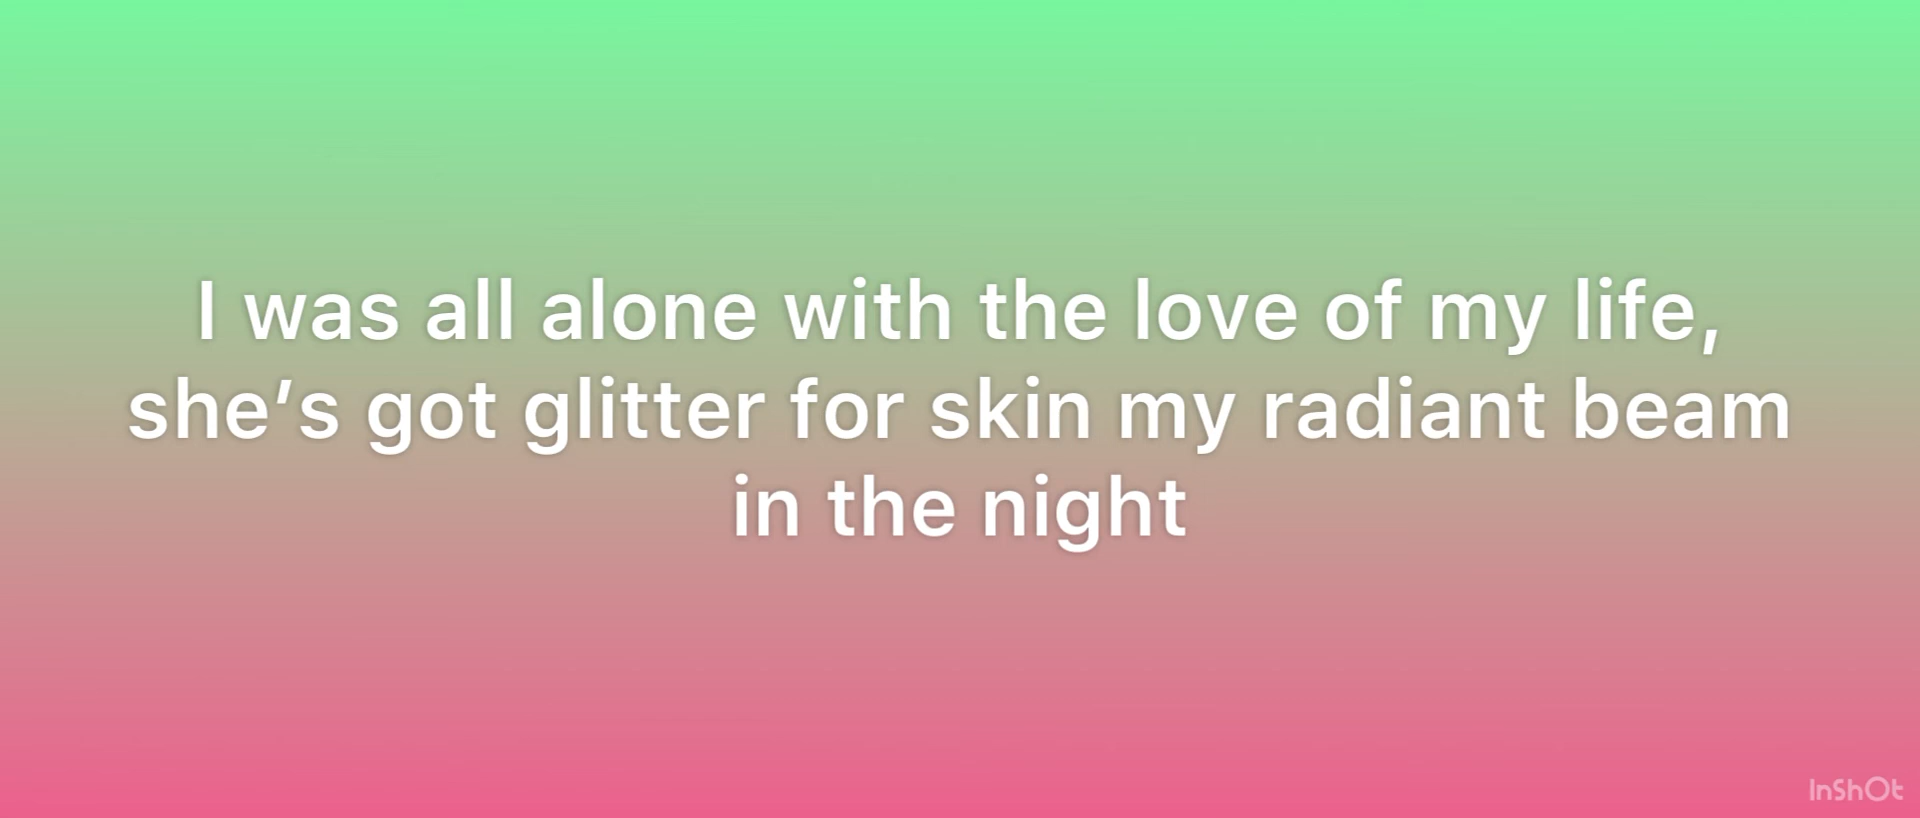 I was all alone with the love of my life,
she’s got glitter for skin my radiant beam
in the night
InShOt